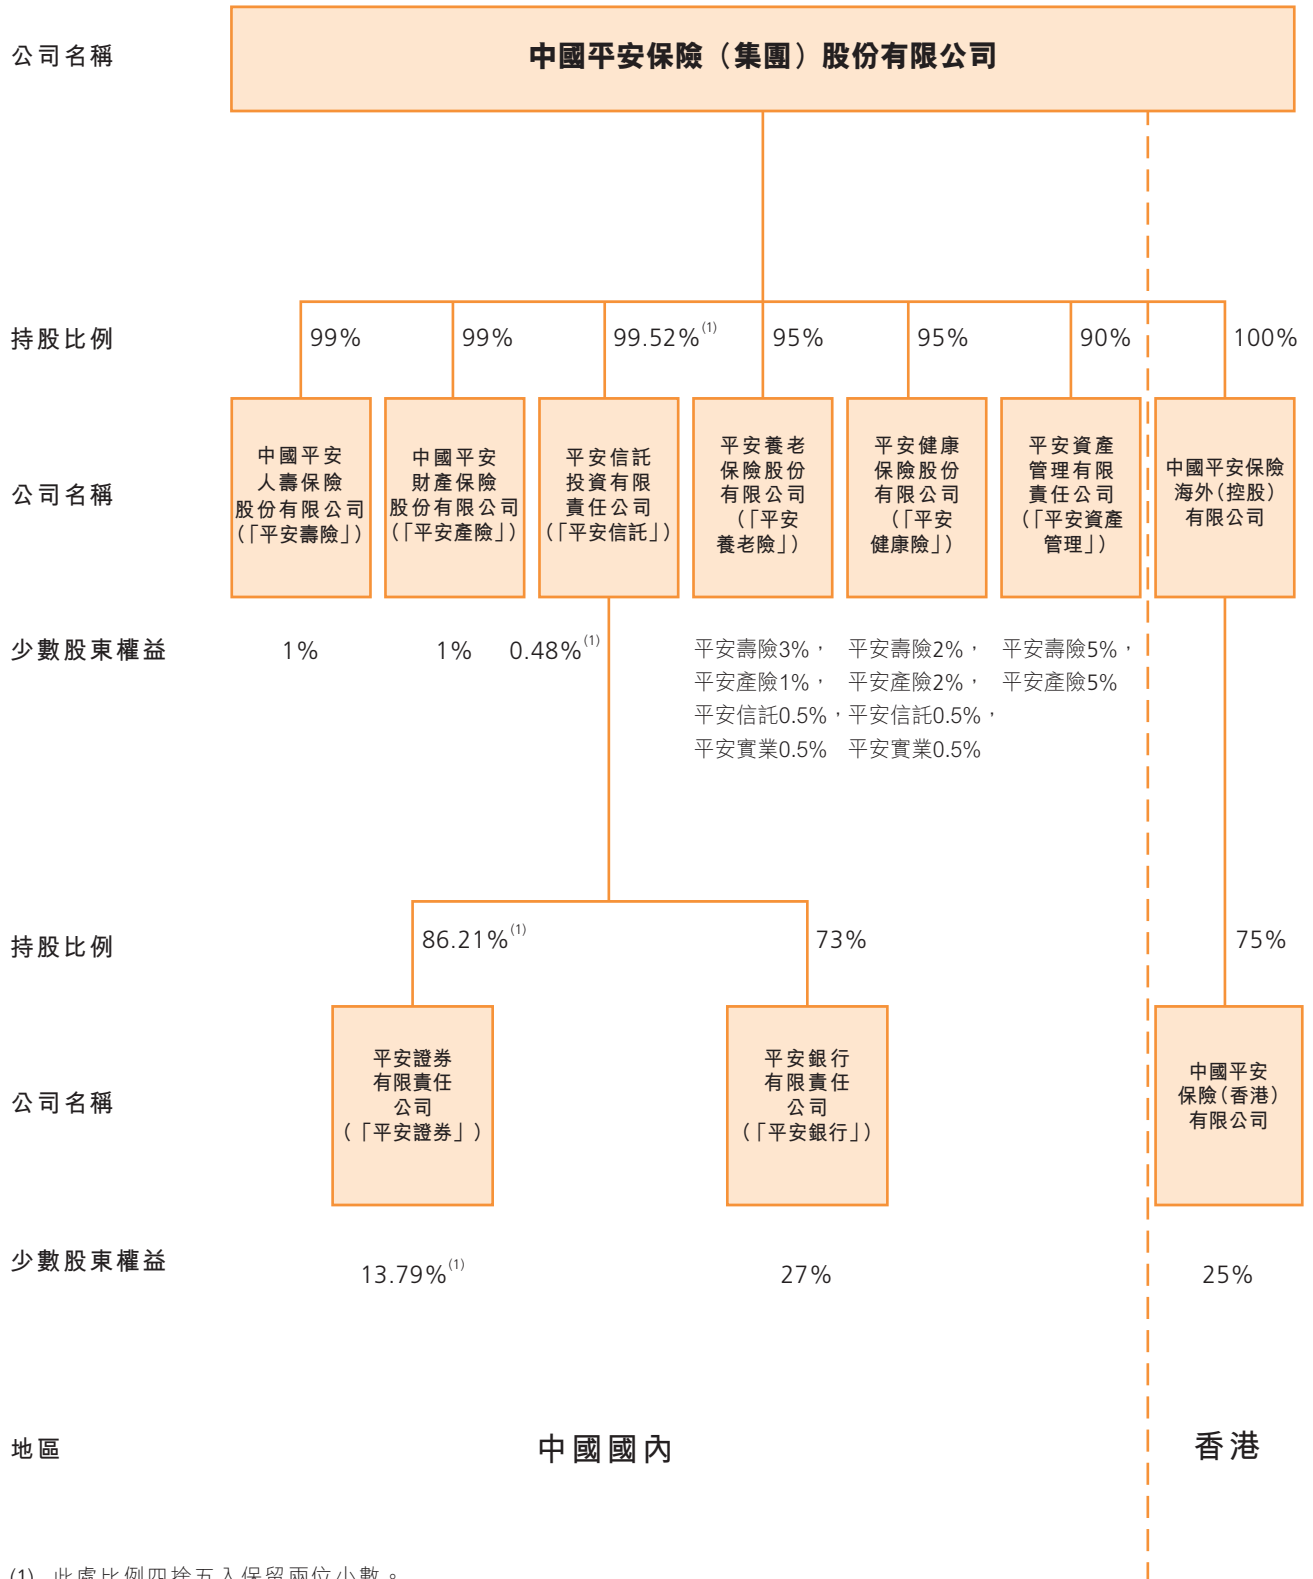 公司名稱
中國平安保險（集團）股份有限公司
持股比例
99%
99%
99.52%(1)
95%
95%
90%
100%
公司名稱
中國平安
人壽保險
股份有限公司
(「平安壽險」)
中國平安
財產保險
股份有限公司
(「平安產險」)
平安信託
投資有限
責任公司
(「平安信託」)
平安養老
保險股份
有限公司
(「平安
養老險」)
平安健康
保險股份
有限公司
(「平安
健康險」)
平安資產
管理有限
責任公司
(「平安資產
管理」)
中國平安保險
海外(控股)
有限公司
少數股東權益
1%
1%
0.48%(1)
平安壽險3%，
平安產險1%，
平安信託0.5%，
平安實業0.5%
平安壽險2%，
平安產險2%，
平安信託0.5%，
平安實業0.5%
平安壽險5%，
平安產險5%
持股比例
86.21%(1)
73%
75%
公司名稱
平安證券
有限責任
公司
(「平安證券」)
平安銀行
有限責任
公司
(「平安銀行」)
中國平安
保險(香港)
有限公司
少數股東權益
13.79%(1)
27%
25%
地區
中國國內
香港
(1) 此處比例四捨五入保留兩位小數。